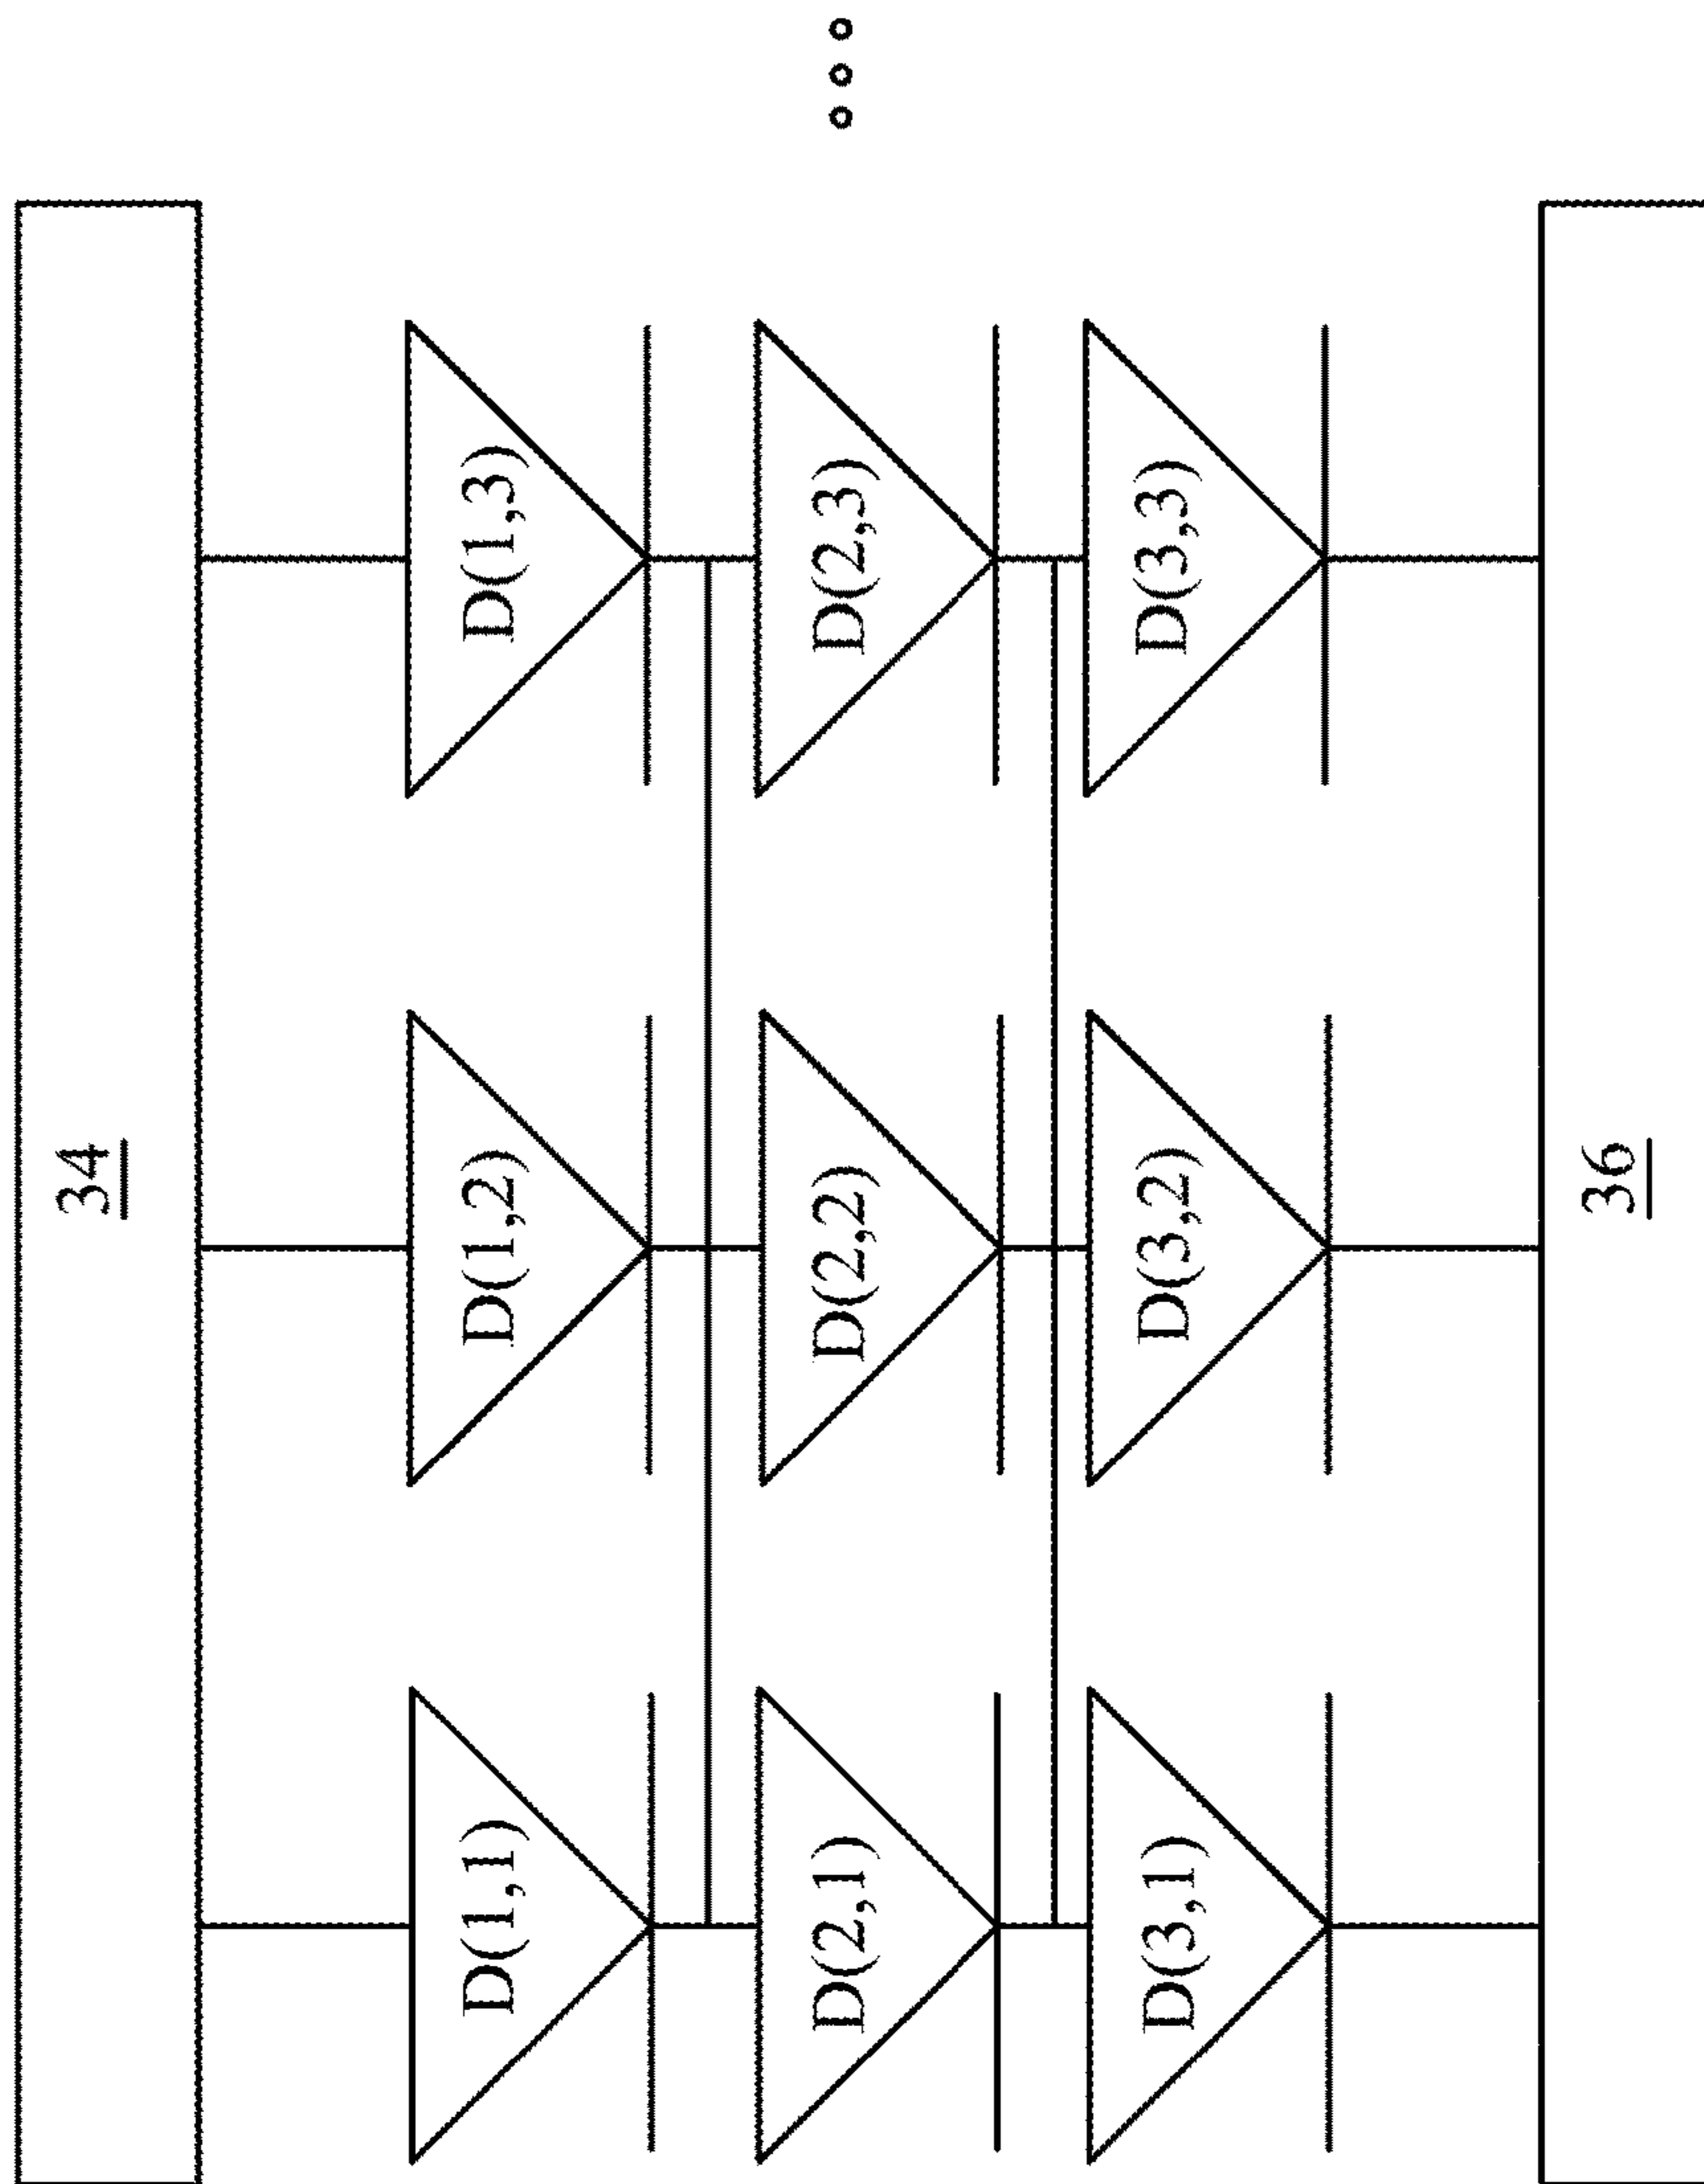 34
D(1,1) D(1,2) D(1,3)
D(2,1) D(2,2) D(2,3)
D(3,1) D(3,2) D(3,3)
36